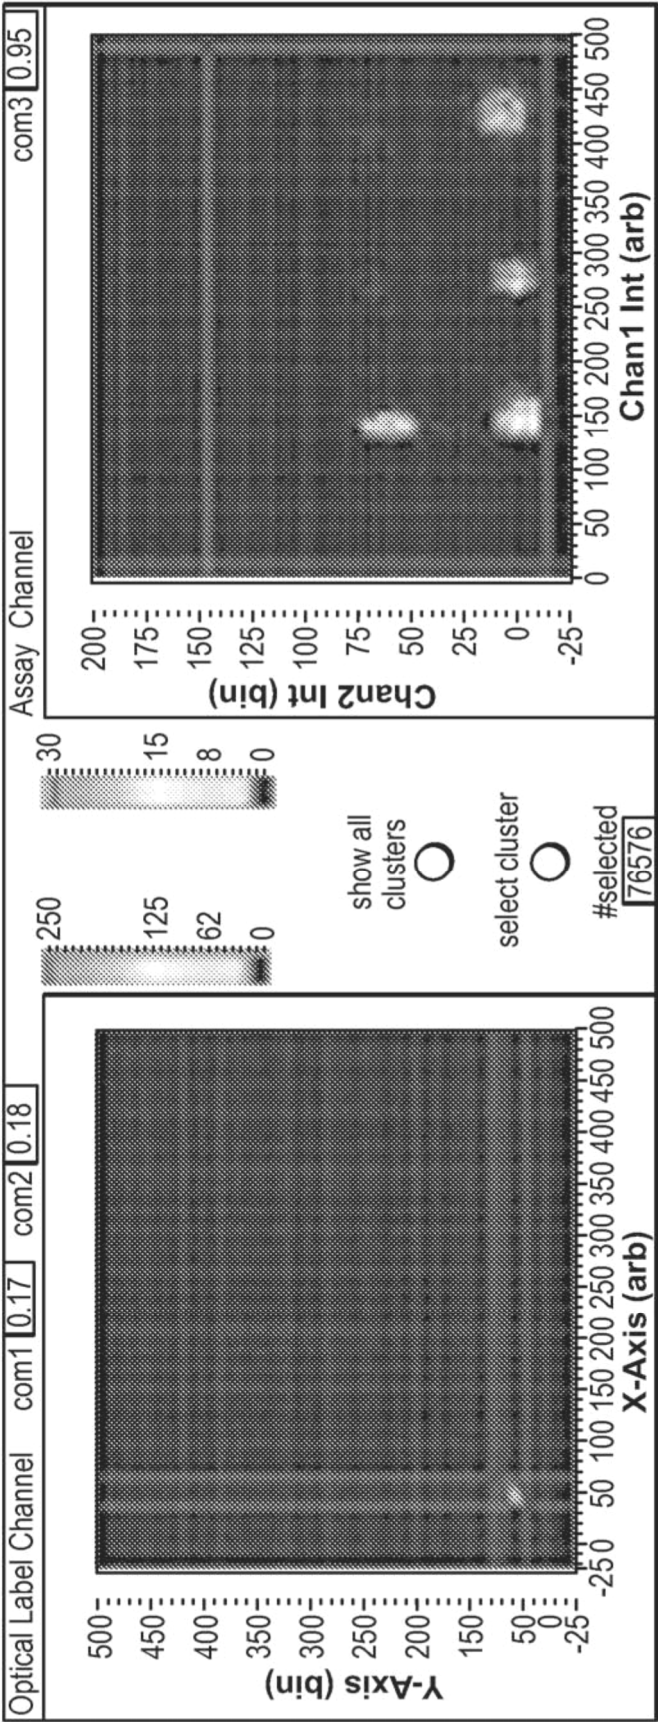 Optical Label Channel com1 0.17 com2 0.18
Y-Axis (bin)
500
450
400
350
300
250
200
150
50
0
-25
-25 0 50 100 150 200 250 300 350 400 450 500
X-Axis (arb)
250
125
62
0
30
15
8
0
show all
clusters
select cluster
#selected
76576
Assay Channel com3 0.95
Chan2 Int (bin)
200
175
150
125
100
75
50
25
0
-25
0 50 100 150 200 250 300 350 400 450 500
Chan1 Int (arb)